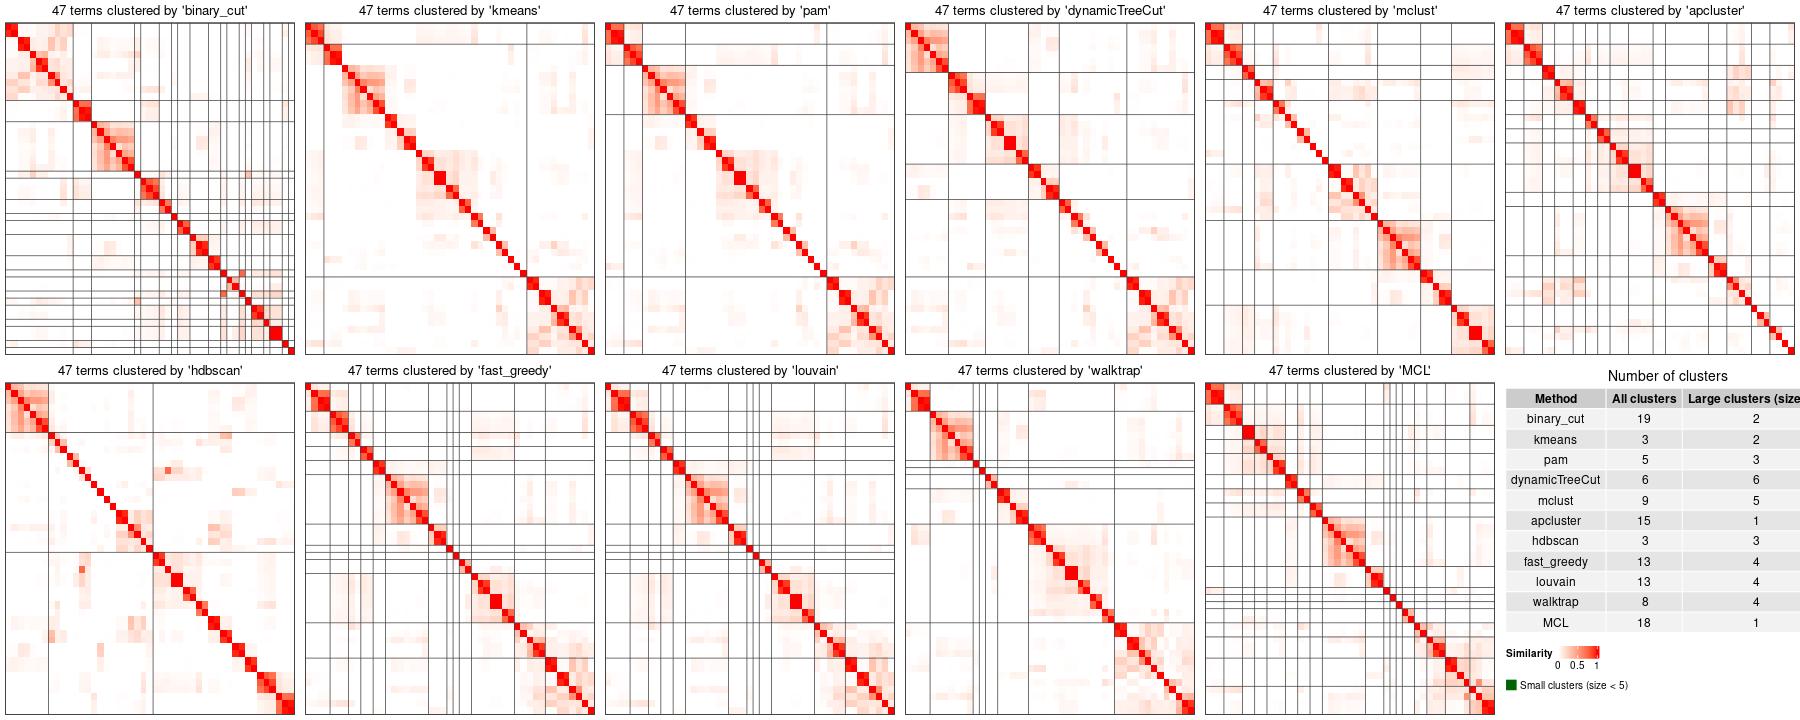 47 terms clustered by 'binary_cut'
47 terms clustered by 'kmeans'
47 terms clustered by 'pam'
47 terms clustered by 'dynamicTreeCut'
47 terms clustered by 'mclust'
47 terms clustered by 'apcluster'
47 terms clustered by 'hdbscan'
47 terms clustered by 'fast_greedy'
47 terms clustered by 'louvain'
47 terms clustered by 'walktrap'
47 terms clustered by 'MCL'
Number of clusters
Method All clusters Large clusters (size
binary_cut 19 2
kmeans 3 2
pam 5 3
dynamicTreeCut 6 6
mclust 9 5
apcluster 15 1
hdbscan 3 3
fast_greedy 13 4
louvain 13 4
walktrap 8 4
MCL 18 1
Similarity
0 0.5 1
Small clusters (size < 5)